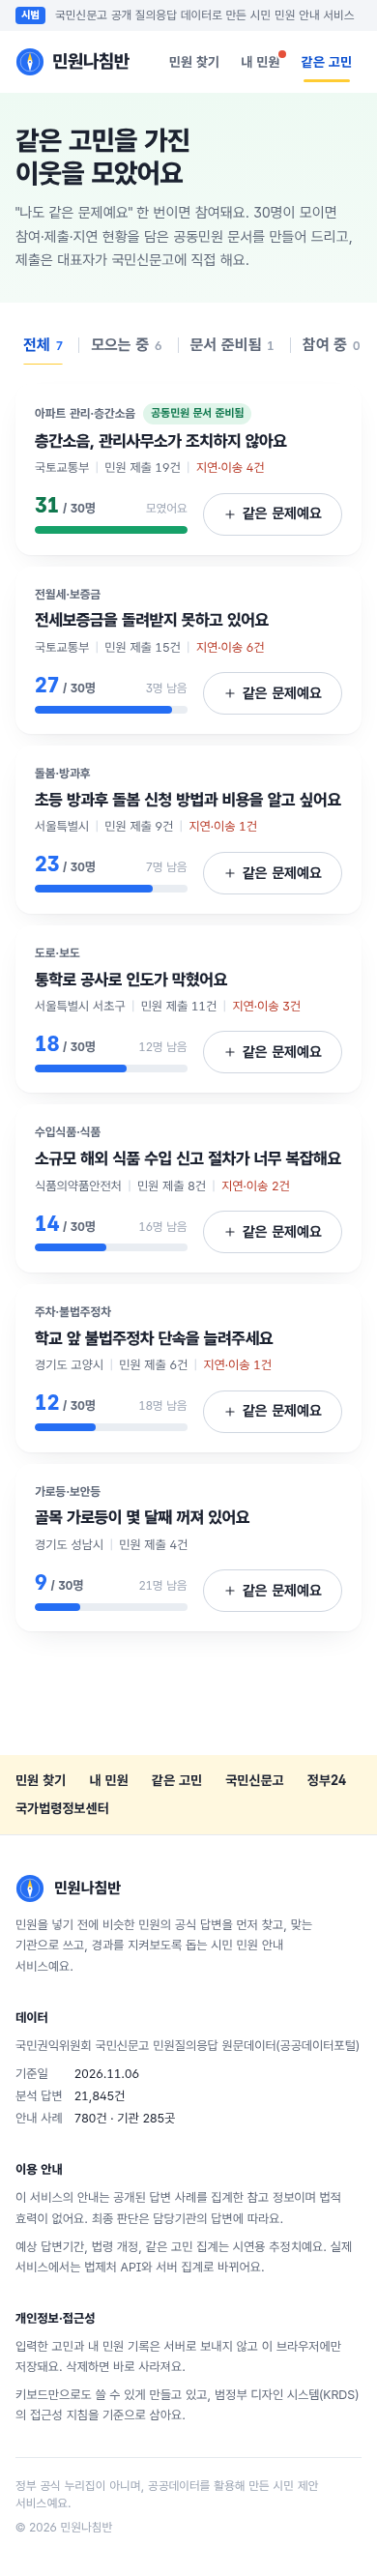 시범 국민신문고 공개 질의응답 데이터로 만든 시민 민원 안내 서비스
민원나침반 민원 찾기 내 민원 같은 고민
같은 고민을 가진
이웃을 모았어요
"나도 같은 문제예요" 한 번이면 참여돼요. 30명이 모이면
참여·제출·지연 현황을 담은 공동민원 문서를 만들어 드리고,
제출은 대표자가 국민신문고에 직접 해요.
전체 7 모으는 중 6 문서 준비됨 1 참여 중 0
아파트 관리·층간소음 공동민원 문서 준비됨
층간소음, 관리사무소가 조치하지 않아요
국토교통부 민원 제출 19건 지연·이송 4건
31 / 30명 모였어요 + 같은 문제예요
전월세·보증금
전세보증금을 돌려받지 못하고 있어요
국토교통부 민원 제출 15건 지연·이송 6건
27 / 30명 3명 남음 + 같은 문제예요
돌봄·방과후
초등 방과후 돌봄 신청 방법과 비용을 알고 싶어요
서울특별시 민원 제출 9건 지연·이송 1건
23 / 30명 7명 남음 + 같은 문제예요
도로·보도
통학로 공사로 인도가 막혔어요
서울특별시 서초구 민원 제출 11건 지연·이송 3건
18 / 30명 12명 남음 + 같은 문제예요
수입식품·식품
소규모 해외 식품 수입 신고 절차가 너무 복잡해요
식품의약품안전처 민원 제출 8건 지연·이송 2건
14 / 30명 16명 남음 + 같은 문제예요
주차·불법주정차
학교 앞 불법주정차 단속을 늘려주세요
경기도 고양시 민원 제출 6건 지연·이송 1건
12 / 30명 18명 남음 + 같은 문제예요
가로등·보안등
골목 가로등이 몇 달째 꺼져 있어요
경기도 성남시 민원 제출 4건
9 / 30명 21명 남음 + 같은 문제예요
민원 찾기 내 민원 같은 고민 국민신문고 정부24
국가법령정보센터
민원나침반
민원을 넣기 전에 비슷한 민원의 공식 답변을 먼저 찾고, 맞는
기관으로 쓰고, 경과를 지켜보도록 돕는 시민 민원 안내
서비스예요.
데이터
국민권익위원회 국민신문고 민원질의응답 원문데이터(공공데이터포털)
기준일 2026.11.06
분석 답변 21,845건
안내 사례 780건 · 기관 285곳
이용 안내
이 서비스의 안내는 공개된 답변 사례를 집계한 참고 정보이며 법적
효력이 없어요. 최종 판단은 담당기관의 답변에 따라요.
예상 답변기간, 법령 개정, 같은 고민 집계는 시연용 추정치예요. 실제
서비스에서는 법제처 API와 서버 집계로 바뀌어요.
개인정보·접근성
입력한 고민과 내 민원 기록은 서버로 보내지 않고 이 브라우저에만
저장돼요. 삭제하면 바로 사라져요.
키보드만으로도 쓸 수 있게 만들고 있고, 범정부 디자인 시스템(KRDS)
의 접근성 지침을 기준으로 삼아요.
정부 공식 누리집이 아니며, 공공데이터를 활용해 만든 시민 제안
서비스예요.
© 2026 민원나침반